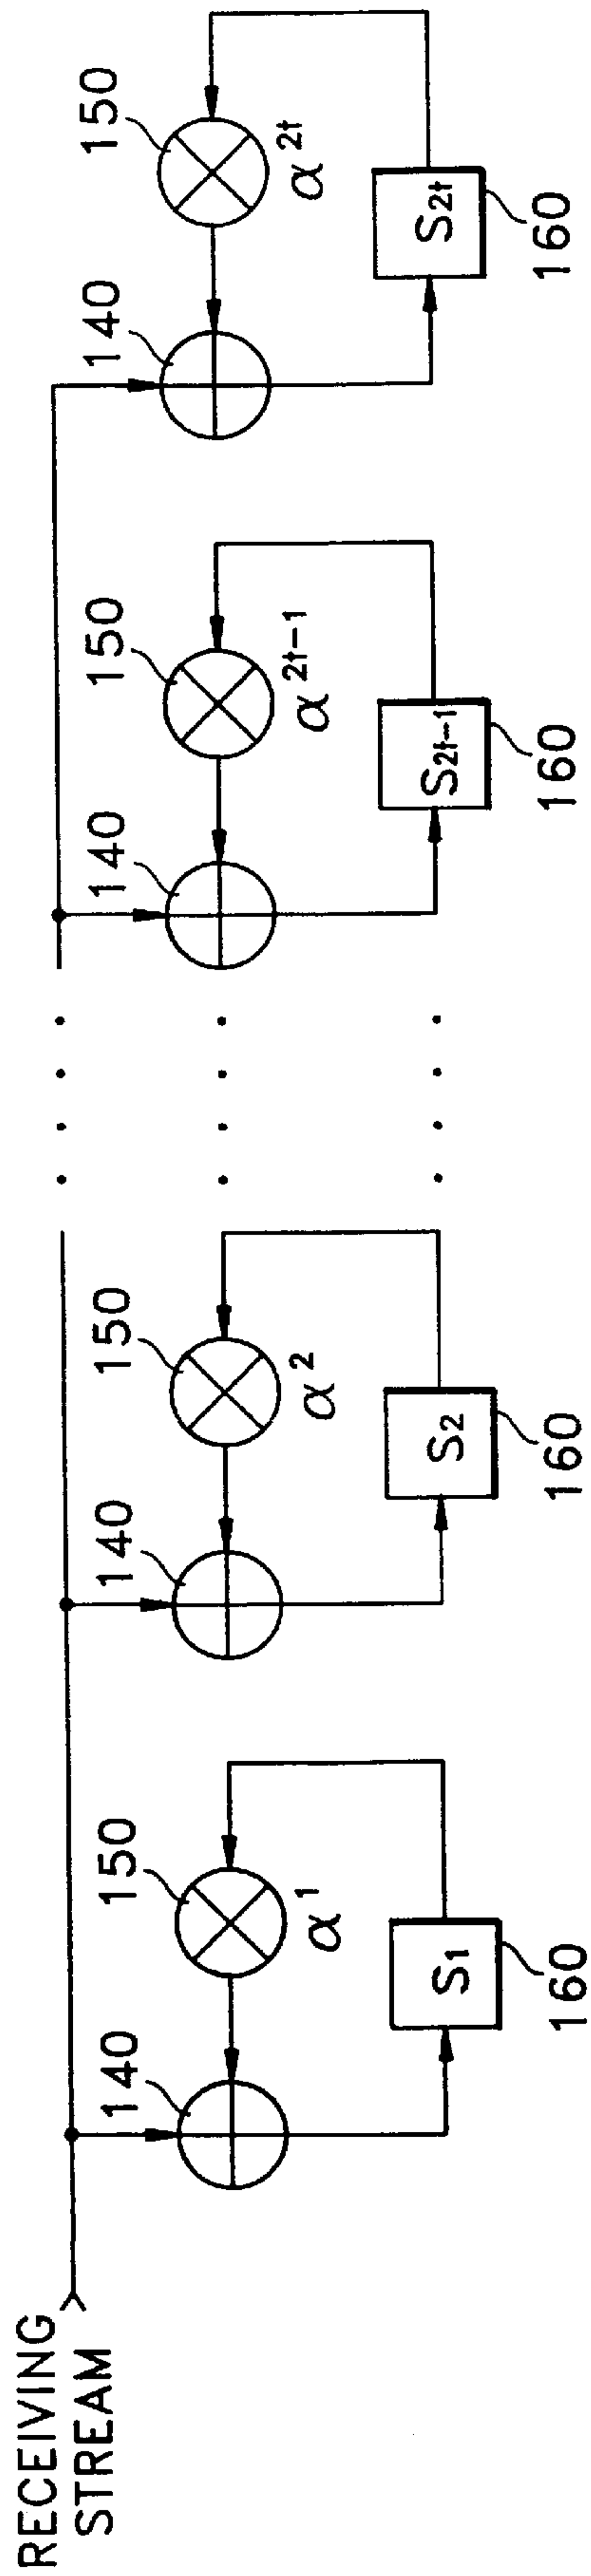 RECEIVING
STREAM
140
150
α¹
S₁
160
140
150
α²
S₂
160
140
150
α²ᵗ⁻¹
S₂ₜ₋₁
160
140
150
α²ᵗ
S₂ₜ
160